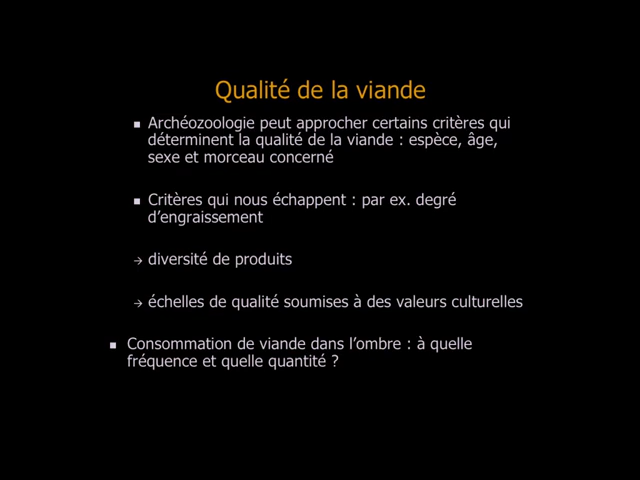 Qualité de la viande
▪ Archéozoologie peut approcher certains critères qui
déterminent la qualité de la viande : espèce, âge,
sexe et morceau concerné
▪ Critères qui nous échappent : par ex. degré
d’engraissement
→ diversité de produits
→ échelles de qualité soumises à des valeurs culturelles
▪ Consommation de viande dans l’ombre : à quelle
fréquence et quelle quantité ?